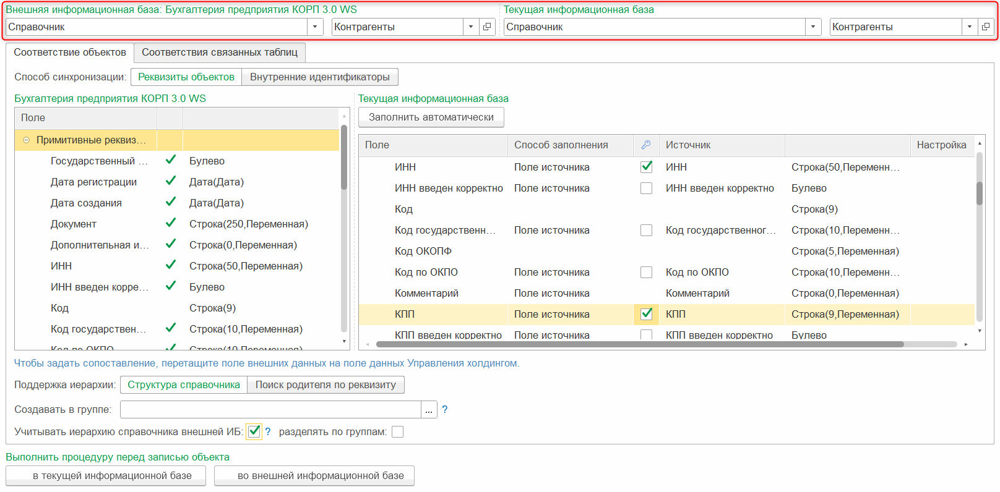 Внешняя информационная база: Бухгалтерия предприятия КОРП 3.0 WS
Текущая информационная база
Справочник Контрагенты Справочник Контрагенты
Соответствие объектов Соответствия связанных таблиц
Способ синхронизации: Реквизиты объектов Внутренние идентификаторы
Бухгалтерия предприятия КОРП 3.0 WS
Поле
Примитивные реквиз...
Государственный ... Булево
Дата регистрации Дата(Дата)
Дата создания Дата(Дата)
Документ Строка(250,Переменная)
Дополнительная и... Строка(0,Переменная)
ИНН Строка(50,Переменная)
ИНН введен корре... Булево
Код Строка(9)
Код государствен... Строка(10,Переменная)
Код по ОКПО Строка(10,Переменная)
Текущая информационная база
Заполнить автоматически
Поле Способ заполнения Источник Настройка
ИНН Поле источника ИНН Строка(50,Переменн...
ИНН введен корректно Поле источника ИНН введен корректно Булево
Код Строка(9)
Код государственн... Поле источника Код государственног... Строка(10,Переменн...
Код ОКОПФ Строка(5,Переменная)
Код по ОКПО Поле источника Код по ОКПО Строка(10,Переменн...
Комментарий Поле источника Комментарий Строка(0,Переменная)
КПП Поле источника КПП Строка(9,Переменная)
КПП введен корректно Поле источника КПП введен корректно Булево
Чтобы задать сопоставление, перетащите поле внешних данных на поле данных Управления холдингом.
Поддержка иерархии: Структура справочника Поиск родителя по реквизиту
Создавать в группе: ... ?
Учитывать иерархию справочника внешней ИБ: ? разделять по группам:
Выполнить процедуру перед записью объекта
в текущей информационной базе во внешней информационной базе